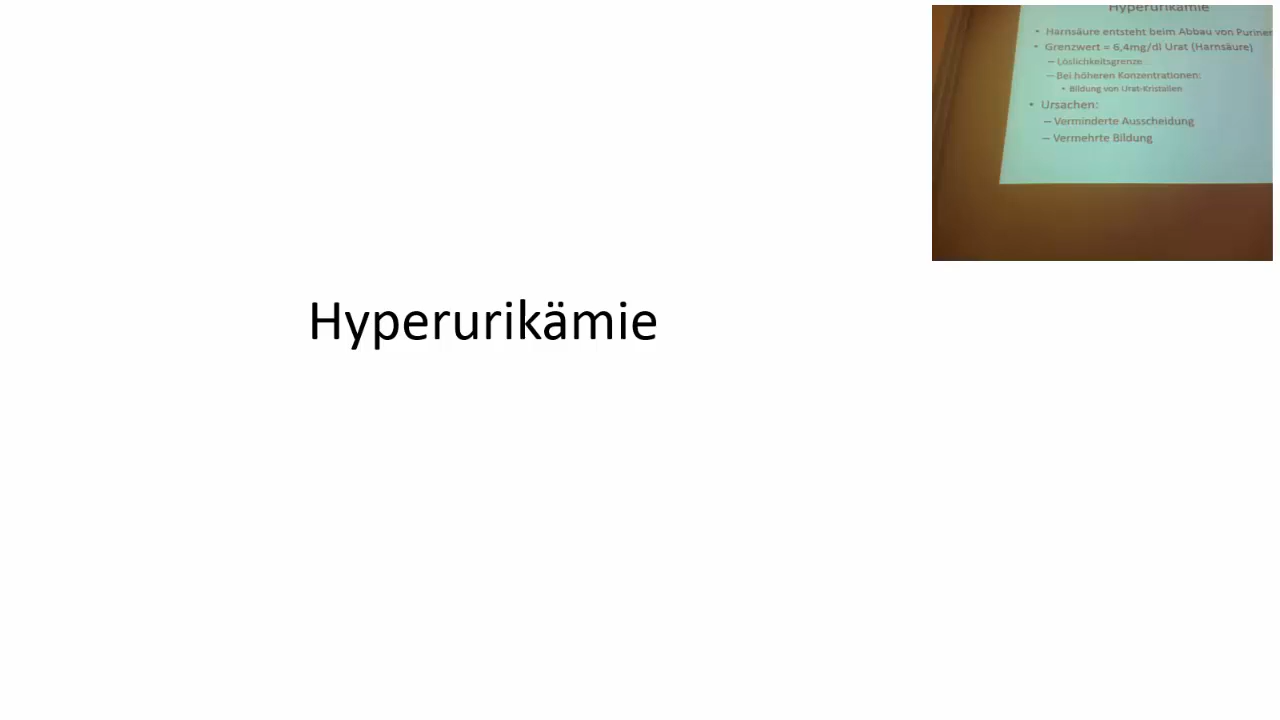 Hyperurikämie
Hyperurikämie
• Harnsäure entsteht beim Abbau von Puriner
• Grenzwert = 6,4mg/dl Urat (Harnsäure)
– Löslichkeitsgrenze...
– Bei höheren Konzentrationen:
• Bildung von Urat-Kristallen
• Ursachen:
– Verminderte Ausscheidung
– Vermehrte Bildung